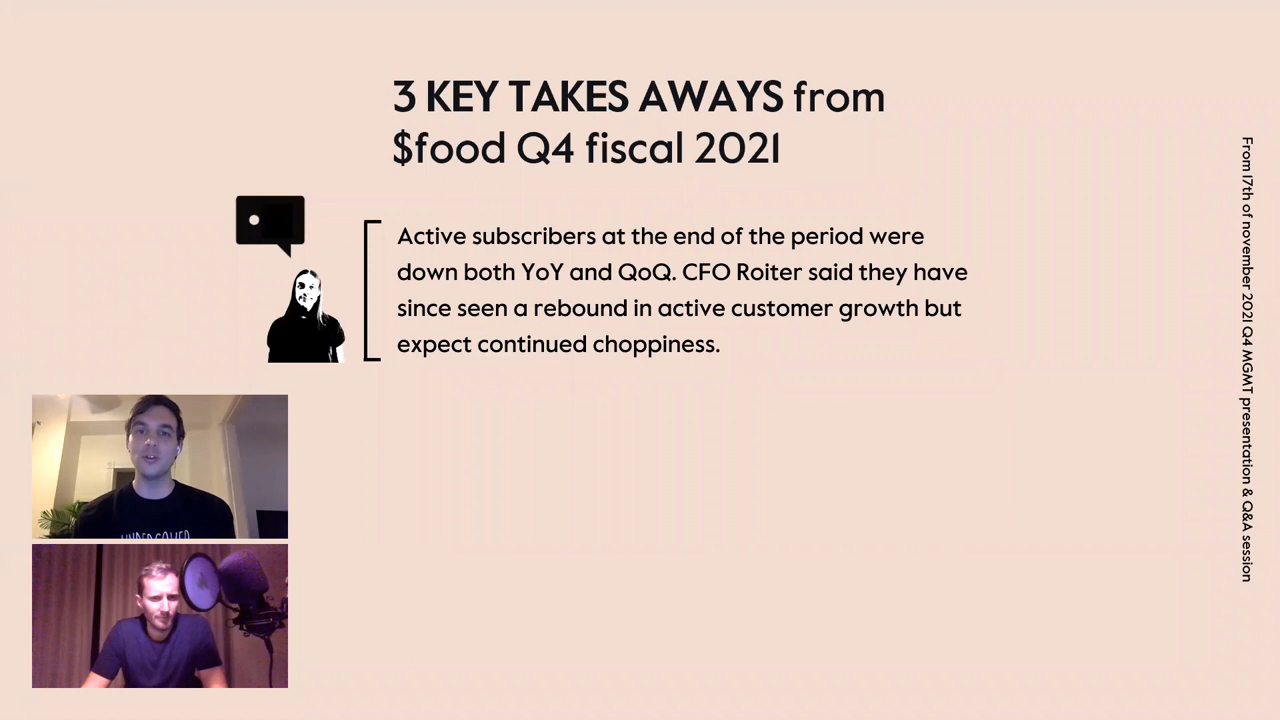 3 KEY TAKES AWAYS from
$food Q4 fiscal 2021
Active subscribers at the end of the period were
down both YoY and QoQ. CFO Roiter said they have
since seen a rebound in active customer growth but
expect continued choppiness.
From 17th of november 2021 Q4 MGMT presentation & Q&A session